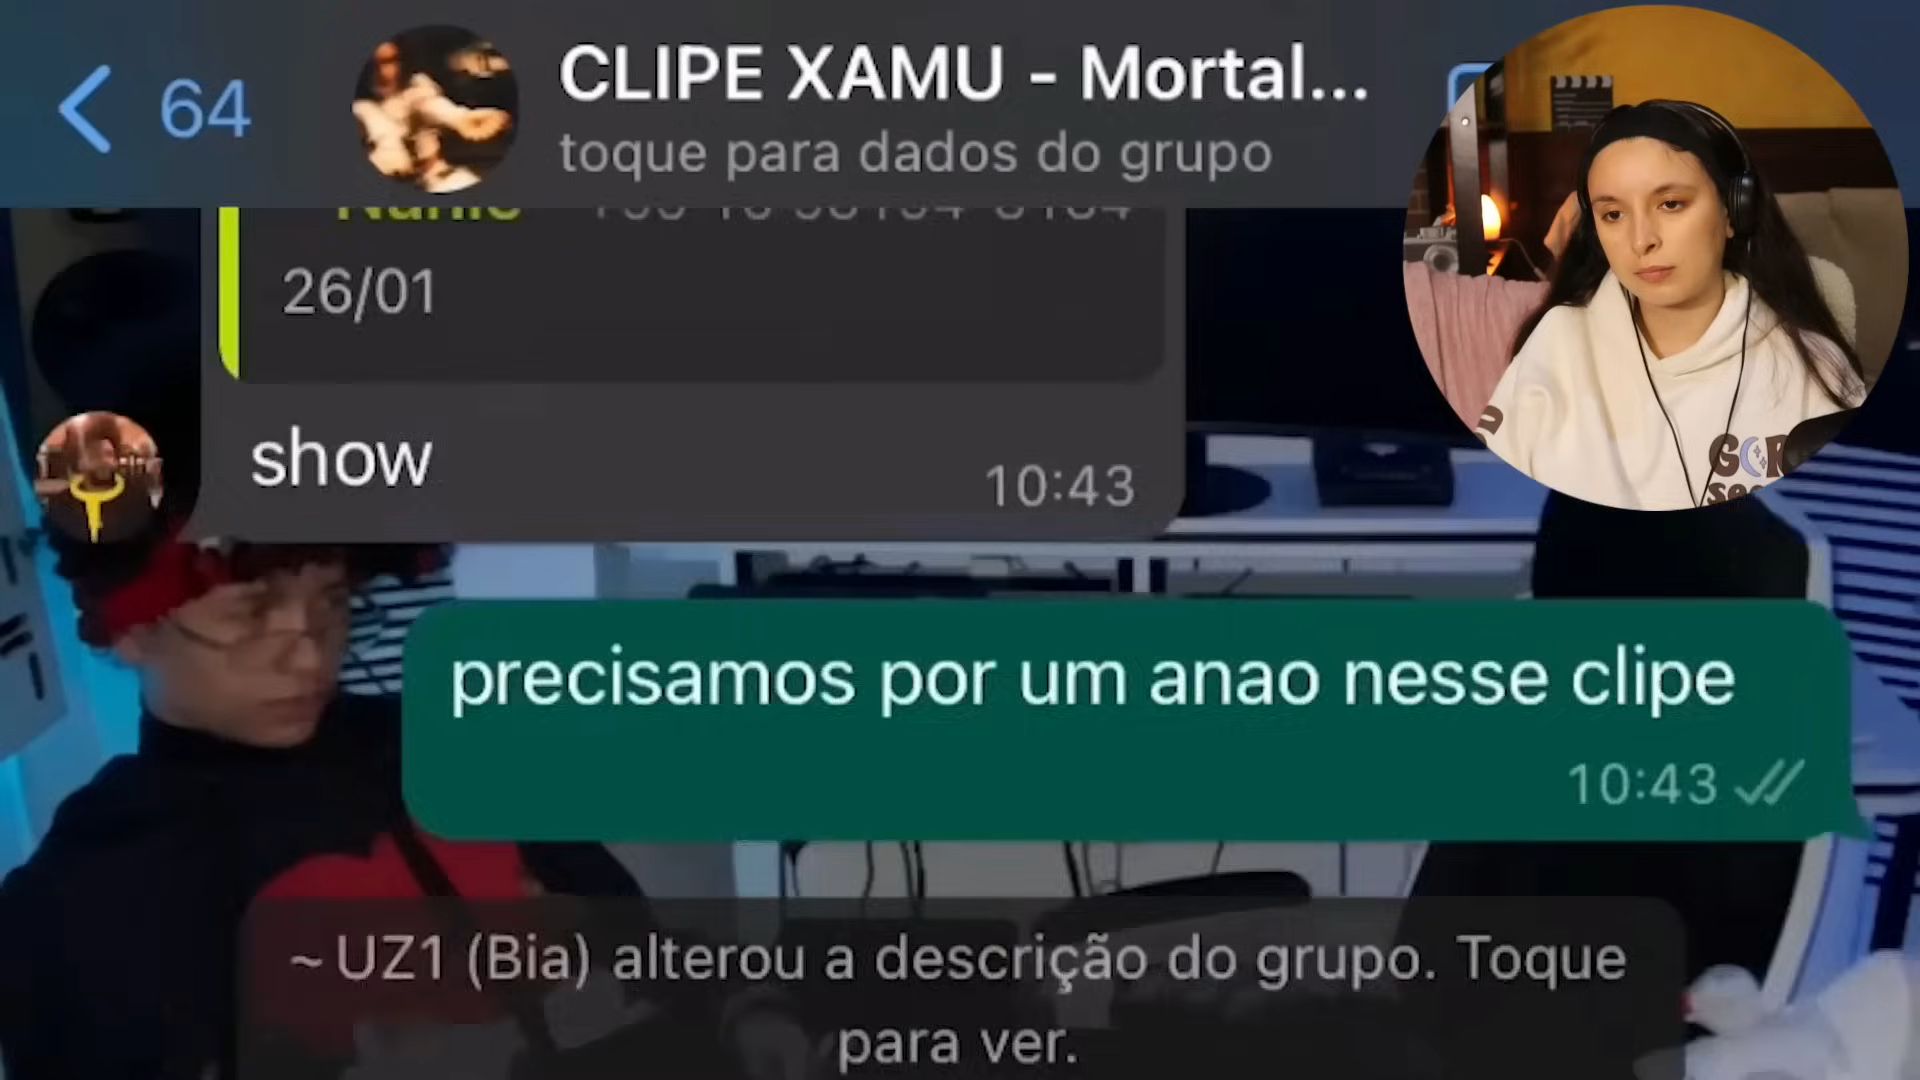 64
CLIPE XAMU - Mortal...
toque para dados do grupo
26/01
show
10:43
precisamos por um anao nesse clipe
10:43
~UZ1 (Bia) alterou a descrição do grupo. Toque
para ver.